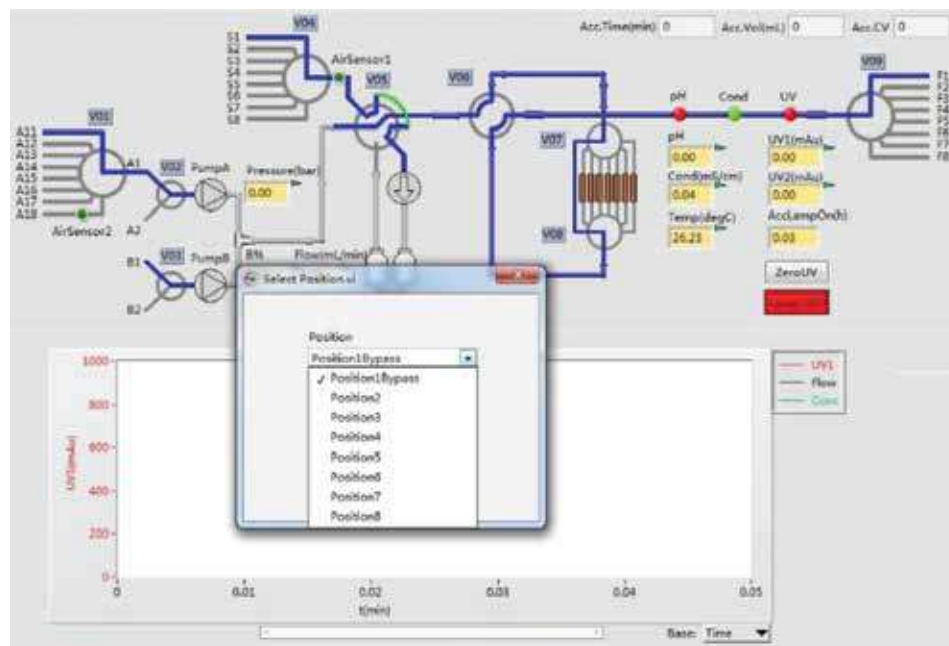 V04
Acc.Time(min) 0
Acc.Vol(mL) 0
Acc.CV 0
S1
S2
S3
S4
S5
S6
S7
S8
AirSensor1
V05
V06
V09
F1
F2
F3
F4
F5
F6
F7
F8
V01
A11
A12
A13
A14
A15
A16
A17
A18
AirSensor2
A1
A2
V02
PumpA
Pressure(bar)
0.00
V07
V08
pH
Cond
UV
pH
0.00
Cond(mS/cm)
0.04
Temp(degC)
26.23
UV1(mAu)
0.00
UV2(mAu)
0.00
AccLampOn(h)
0.03
ZeroUV
B1
B2
V03
PumpB
B%
Flow(mL/min)
Select Position.vi
Position
Position1Bypass
✓ Position1Bypass
Position2
Position3
Position4
Position5
Position6
Position7
Position8
UV1(mAu)
1000
800
600
400
200
0
0
0.01
0.02
0.03
0.04
0.05
t(min)
UV1
Flow
Conc
Base: Time